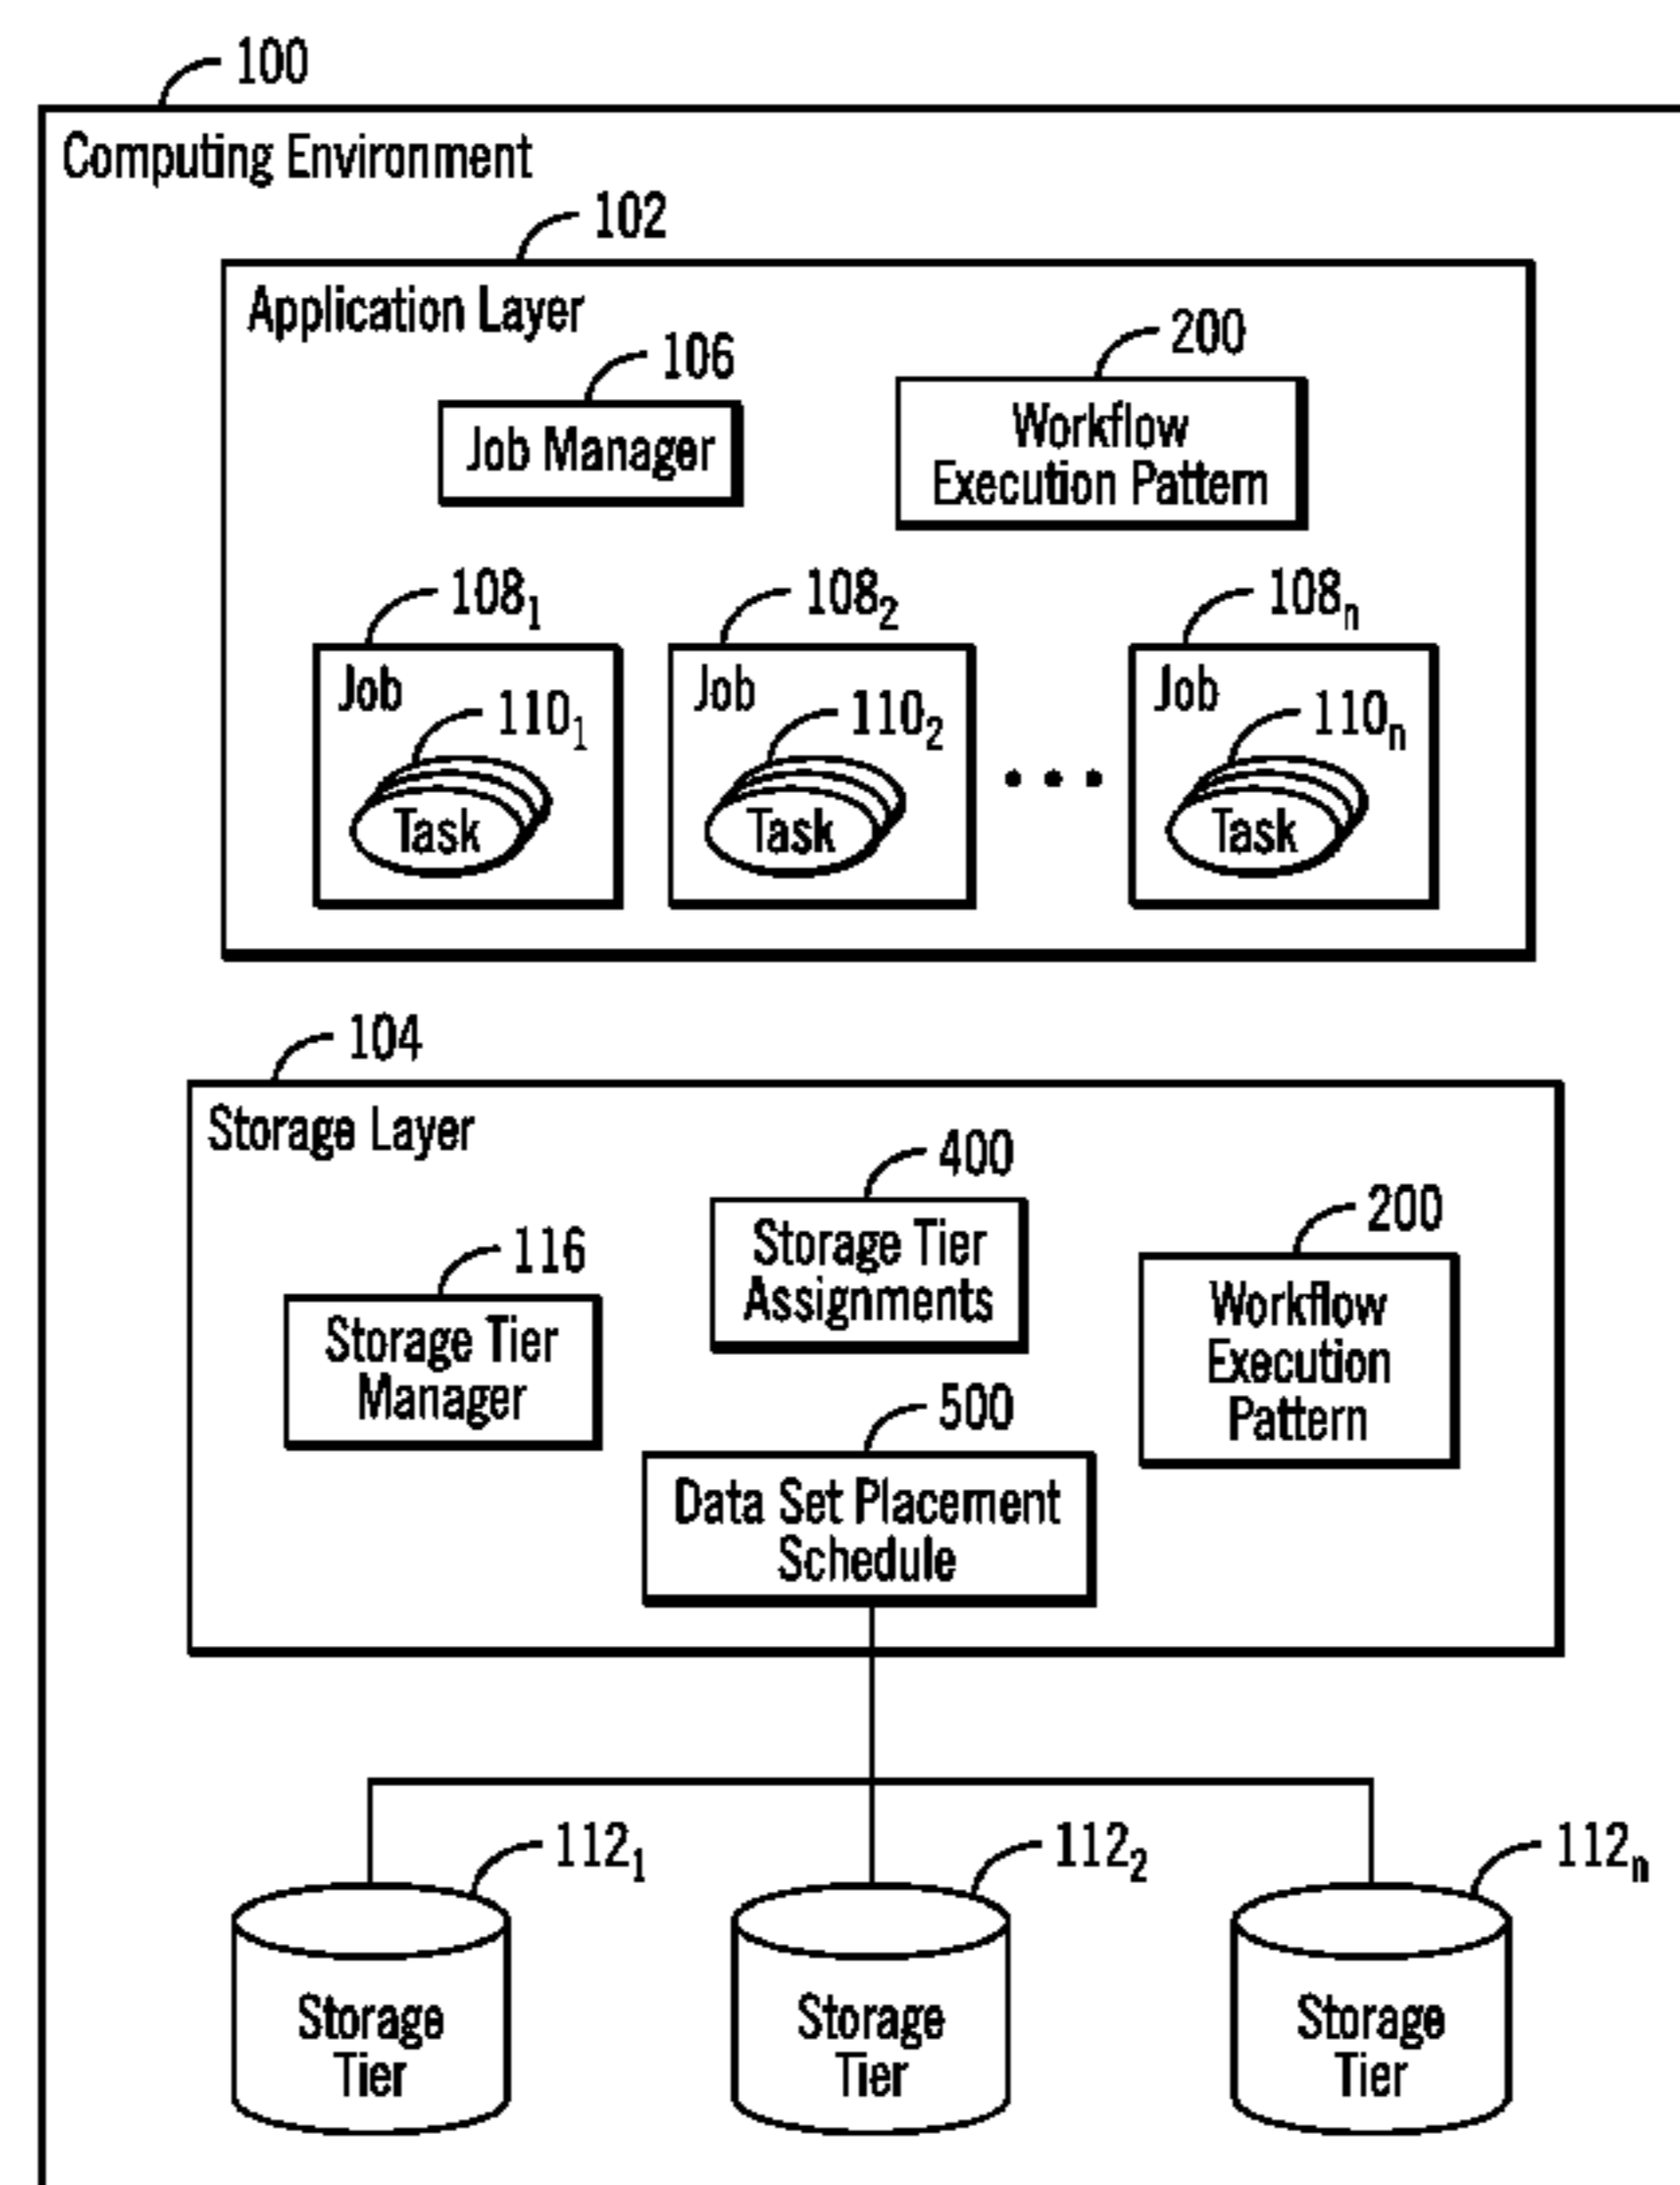 100
Computing Environment
102
Application Layer
106
200
Job Manager
Workflow
Execution Pattern
108₁
108₂
108ₙ
Job
110₁
Task
Job
110₂
Task
• • •
Job
110ₙ
Task
104
Storage Layer
400
Storage Tier
Assignments
116
Storage Tier
Manager
200
Workflow
Execution
Pattern
500
Data Set Placement
Schedule
112₁
112₂
112ₙ
Storage
Tier
Storage
Tier
Storage
Tier